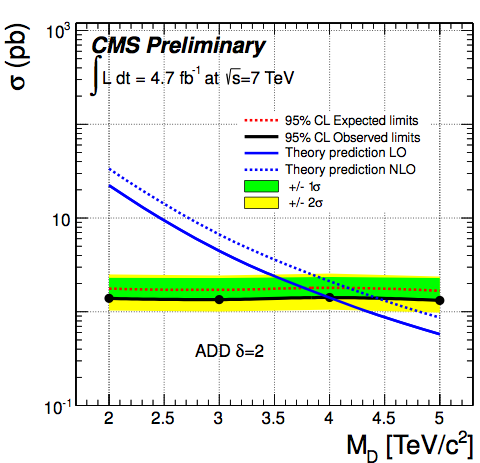 σ (pb)
10³
10
10⁻¹
CMS Preliminary
∫L dt = 4.7 fb⁻¹ at √s=7 TeV
95% CL Expected limits
95% CL Observed limits
Theory prediction LO
Theory prediction NLO
+/- 1σ
+/- 2σ
ADD δ=2
2 2.5 3 3.5 4 4.5 5
M_D [TeV/c²]